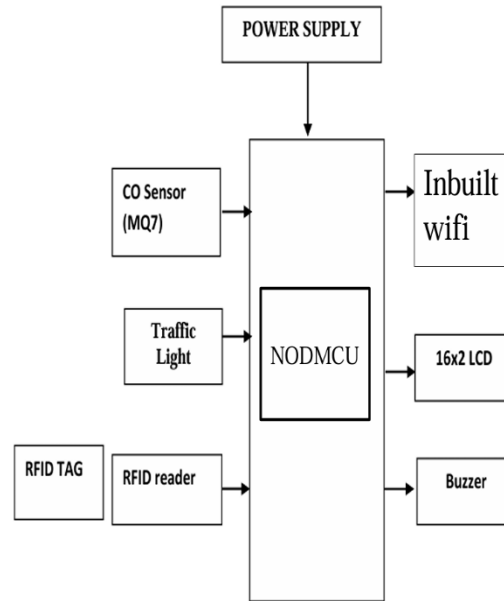 POWER SUPPLY
CO Sensor
(MQ7)
Inbuilt
wifi
Traffic
Light
NODMCU
16x2 LCD
RFID TAG
RFID reader
Buzzer